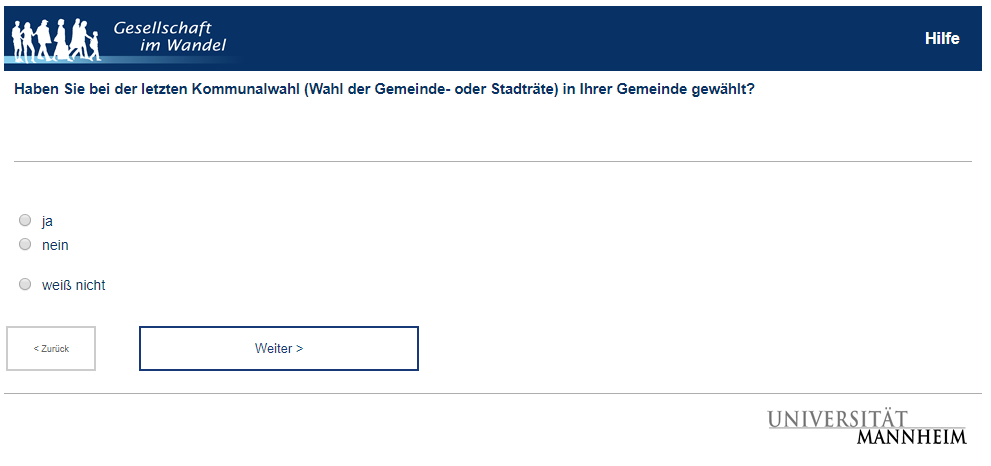 Gesellschaft
im Wandel
Hilfe
Haben Sie bei der letzten Kommunalwahl (Wahl der Gemeinde- oder Stadträte) in Ihrer Gemeinde gewählt?
ja
nein
weiß nicht
< Zurück
Weiter >
UNIVERSITÄT
MANNHEIM